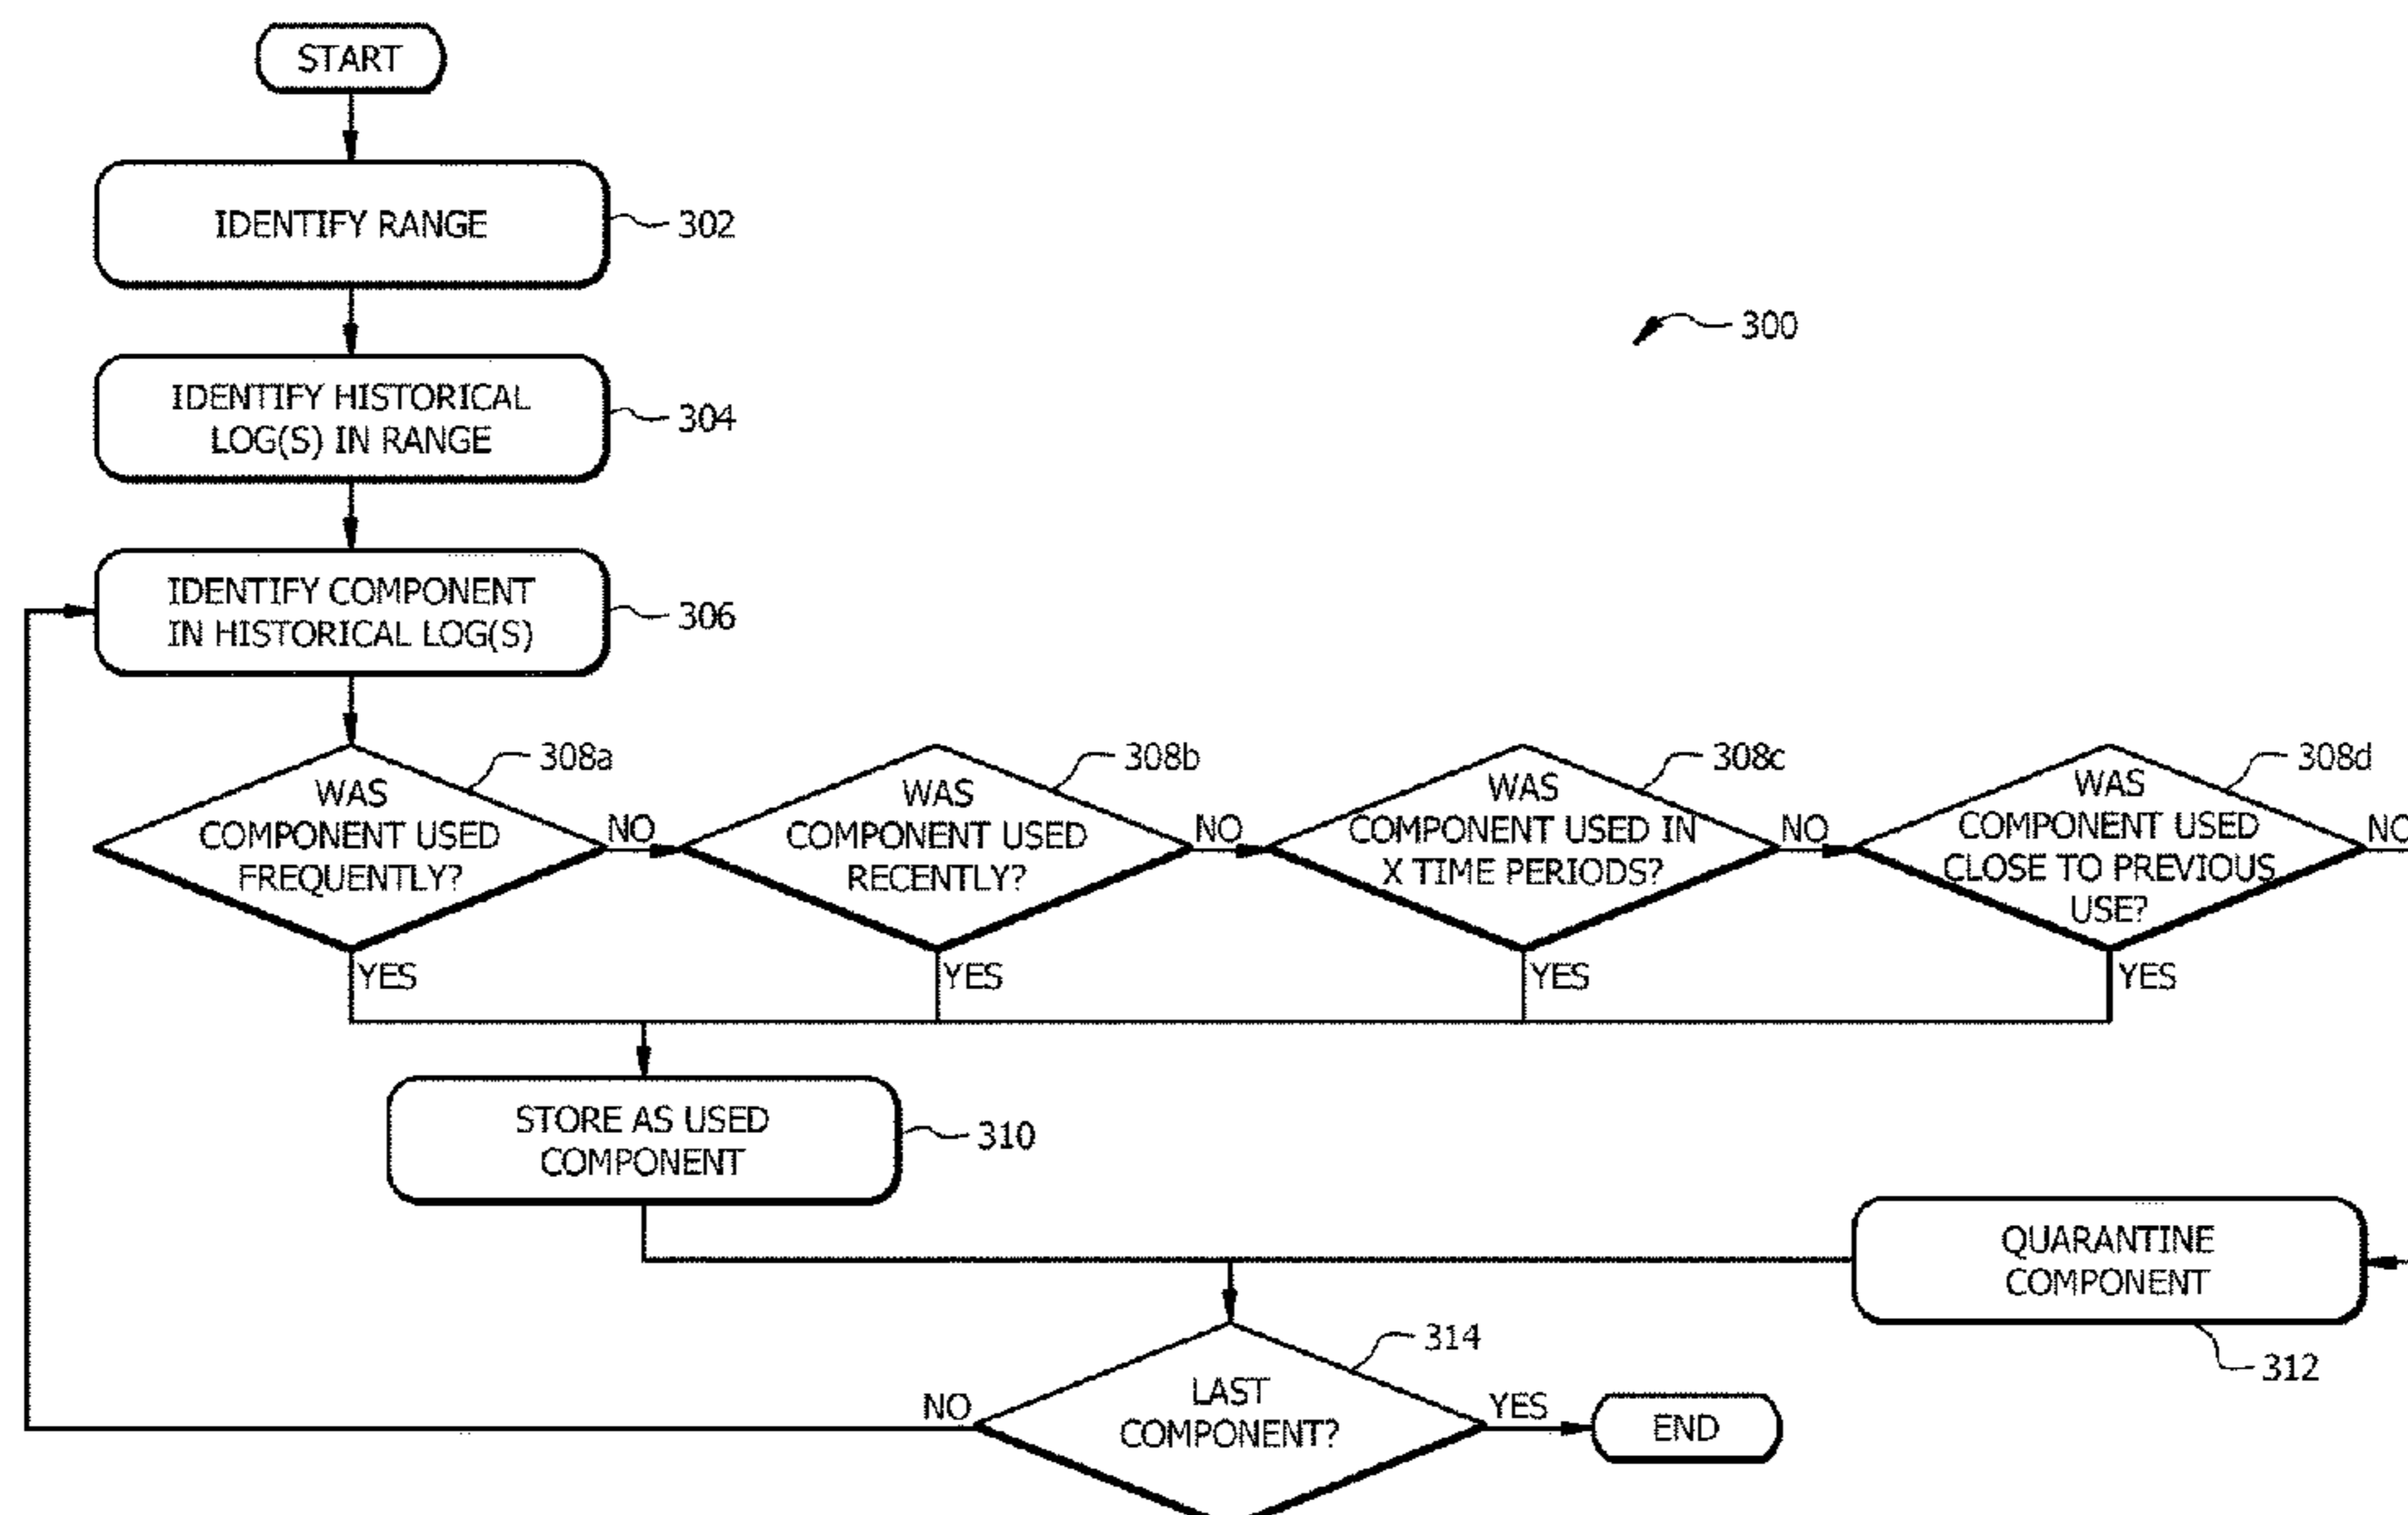 START
IDENTIFY RANGE
302
300
IDENTIFY HISTORICAL
LOG(S) IN RANGE
304
IDENTIFY COMPONENT
IN HISTORICAL LOG(S)
306
308a
WAS
COMPONENT USED
FREQUENTLY?
NO
YES
308b
WAS
COMPONENT USED
RECENTLY?
NO
YES
308c
WAS
COMPONENT USED IN
X TIME PERIODS?
NO
YES
308d
WAS
COMPONENT USED
CLOSE TO PREVIOUS
USE?
NO
YES
STORE AS USED
COMPONENT
310
QUARANTINE
COMPONENT
312
314
LAST
COMPONENT?
NO
YES
END